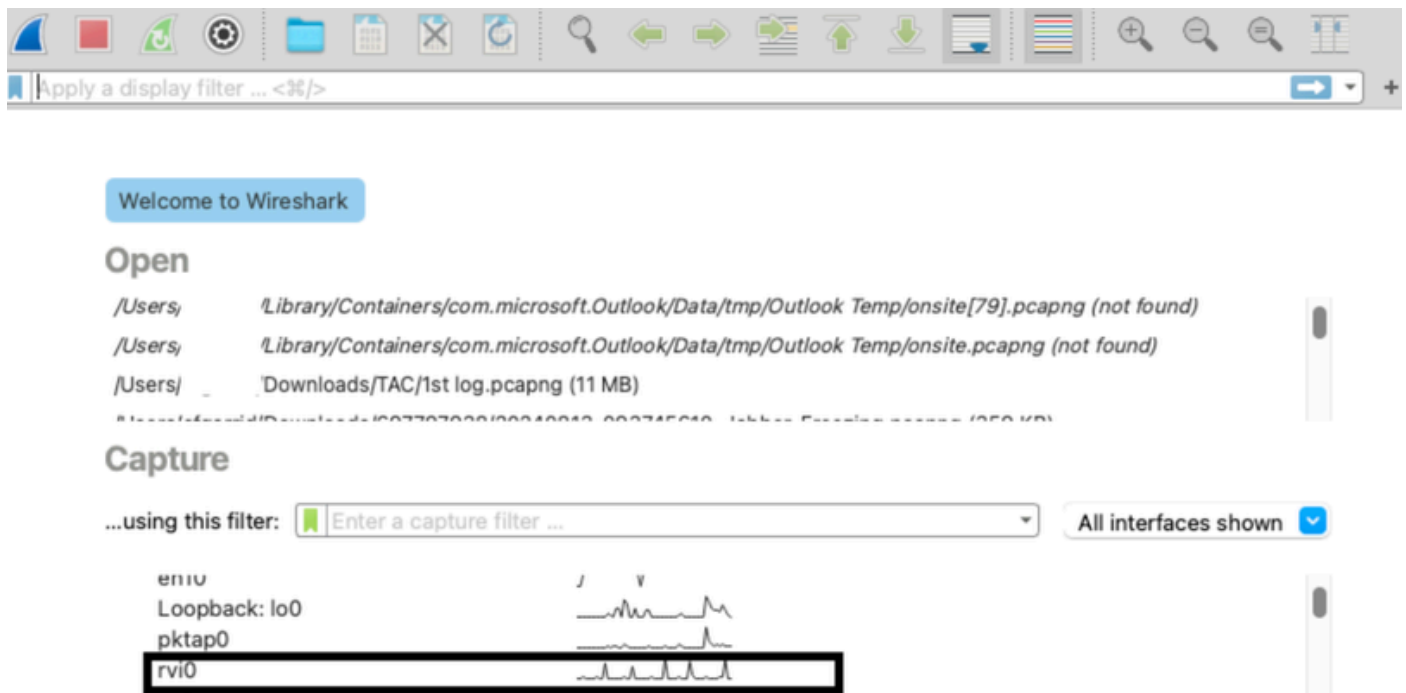 Apply a display filter ... <⌘/>
+
Welcome to Wireshark
Open
/Users/ /Library/Containers/com.microsoft.Outlook/Data/tmp/Outlook Temp/onsite[79].pcapng (not found)
/Users/ /Library/Containers/com.microsoft.Outlook/Data/tmp/Outlook Temp/onsite.pcapng (not found)
/Users/ /Downloads/TAC/1st log.pcapng (11 MB)
Capture
...using this filter: Enter a capture filter ... All interfaces shown
Loopback: lo0
pktap0
rvi0